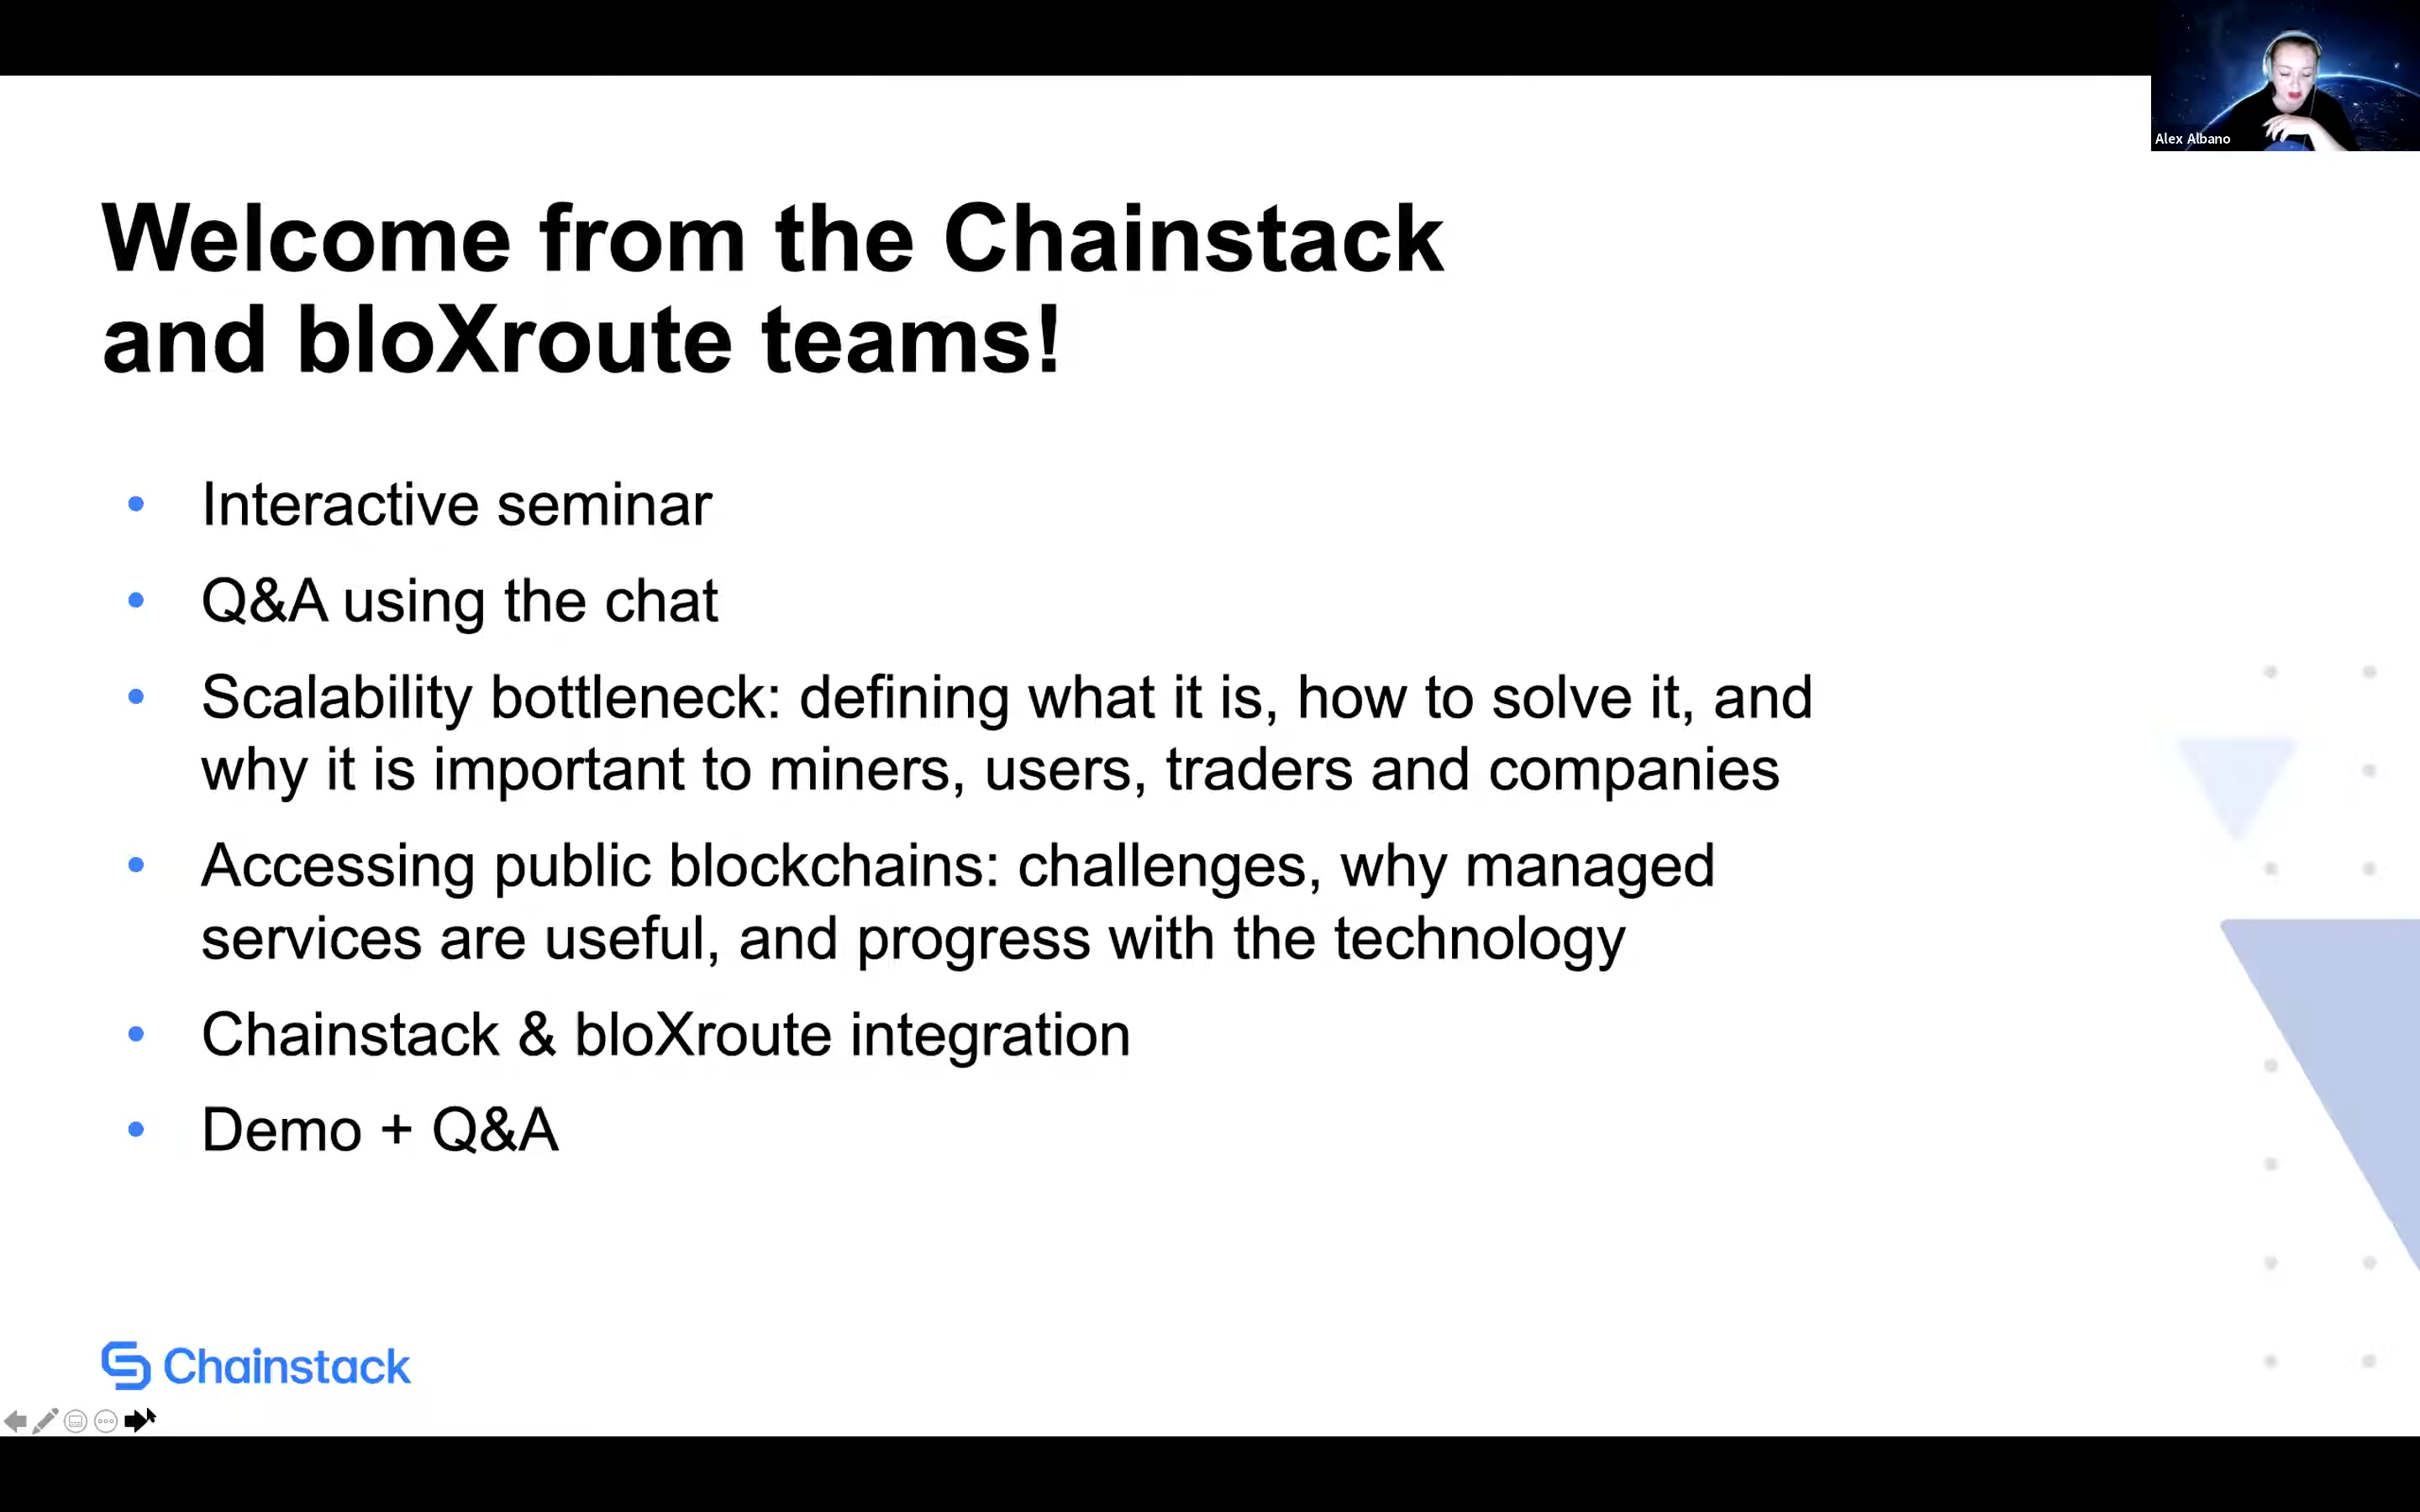 Alex Albano
Welcome from the Chainstack
and bloXroute teams!
• Interactive seminar
• Q&A using the chat
• Scalability bottleneck: defining what it is, how to solve it, and
why it is important to miners, users, traders and companies
• Accessing public blockchains: challenges, why managed
services are useful, and progress with the technology
• Chainstack & bloXroute integration
• Demo + Q&A
Chainstack